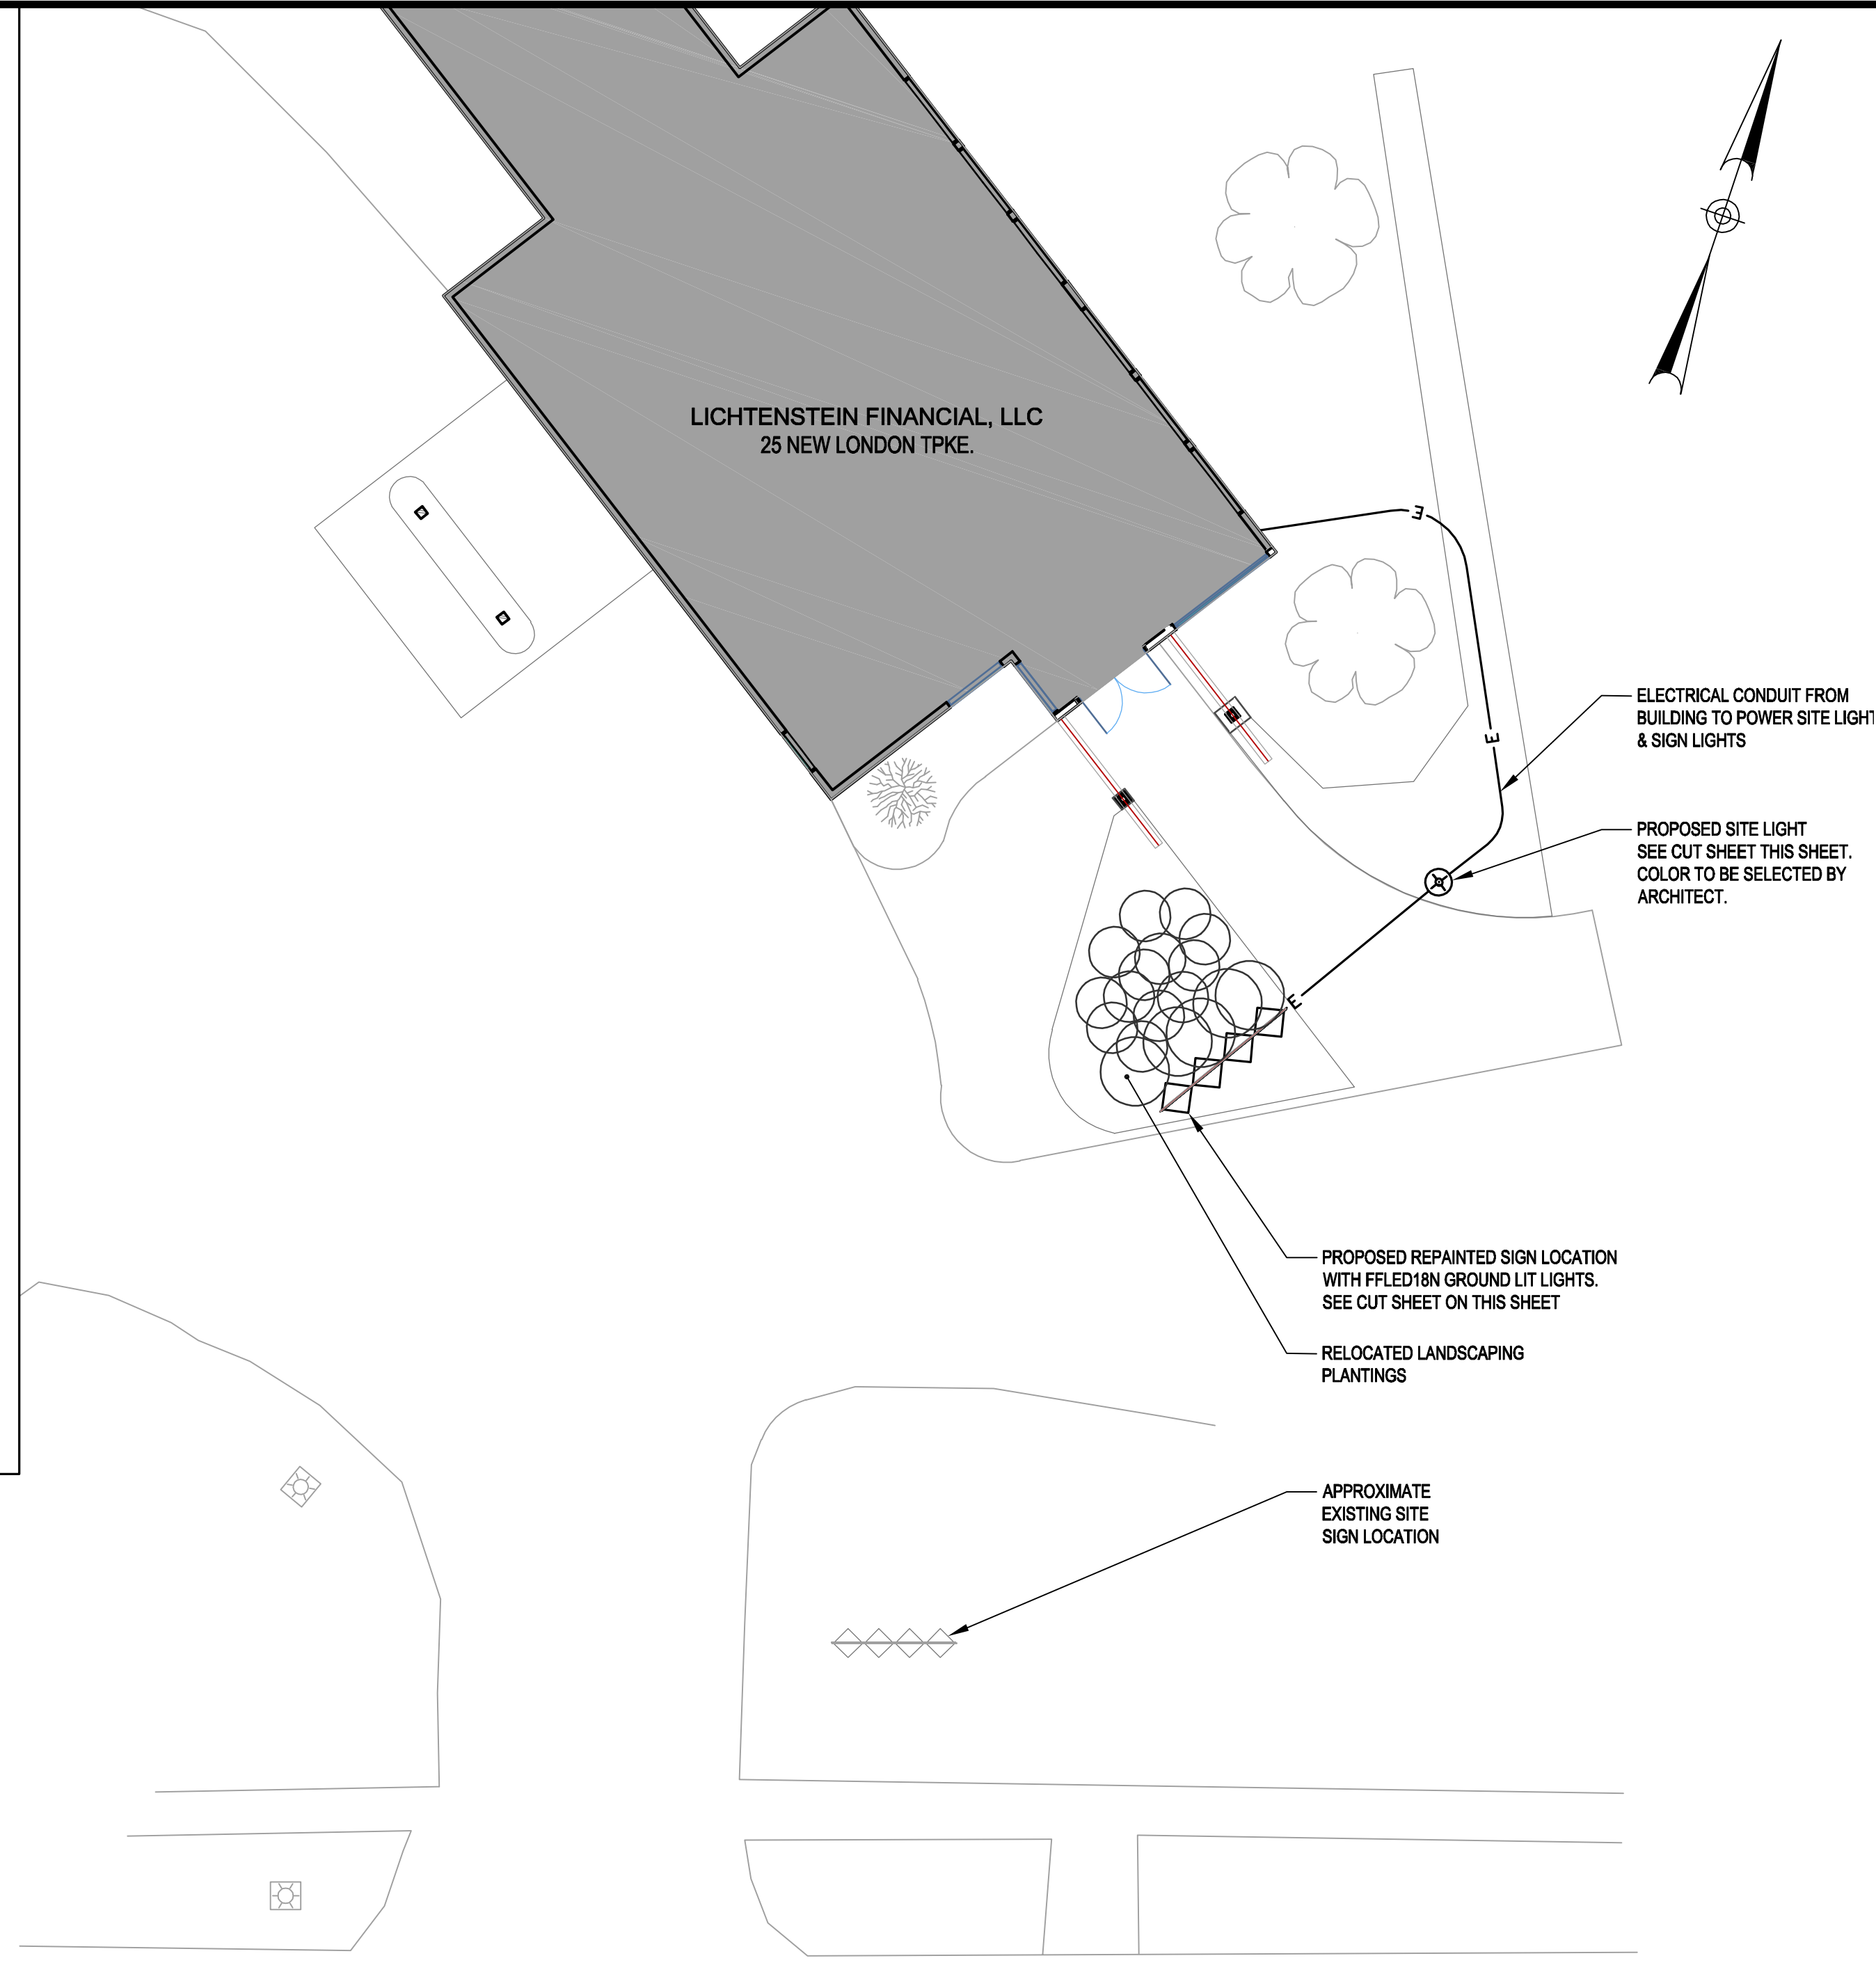 LICHTENSTEIN FINANCIAL, LLC
25 NEW LONDON TPKE.
E
E
E
ELECTRICAL CONDUIT FROM
BUILDING TO POWER SITE LIGHT
& SIGN LIGHTS
PROPOSED SITE LIGHT
SEE CUT SHEET THIS SHEET.
COLOR TO BE SELECTED BY
ARCHITECT.
PROPOSED REPAINTED SIGN LOCATION
WITH FFLED18N GROUND LIT LIGHTS.
SEE CUT SHEET ON THIS SHEET
RELOCATED LANDSCAPING
PLANTINGS
APPROXIMATE
EXISTING SITE
SIGN LOCATION